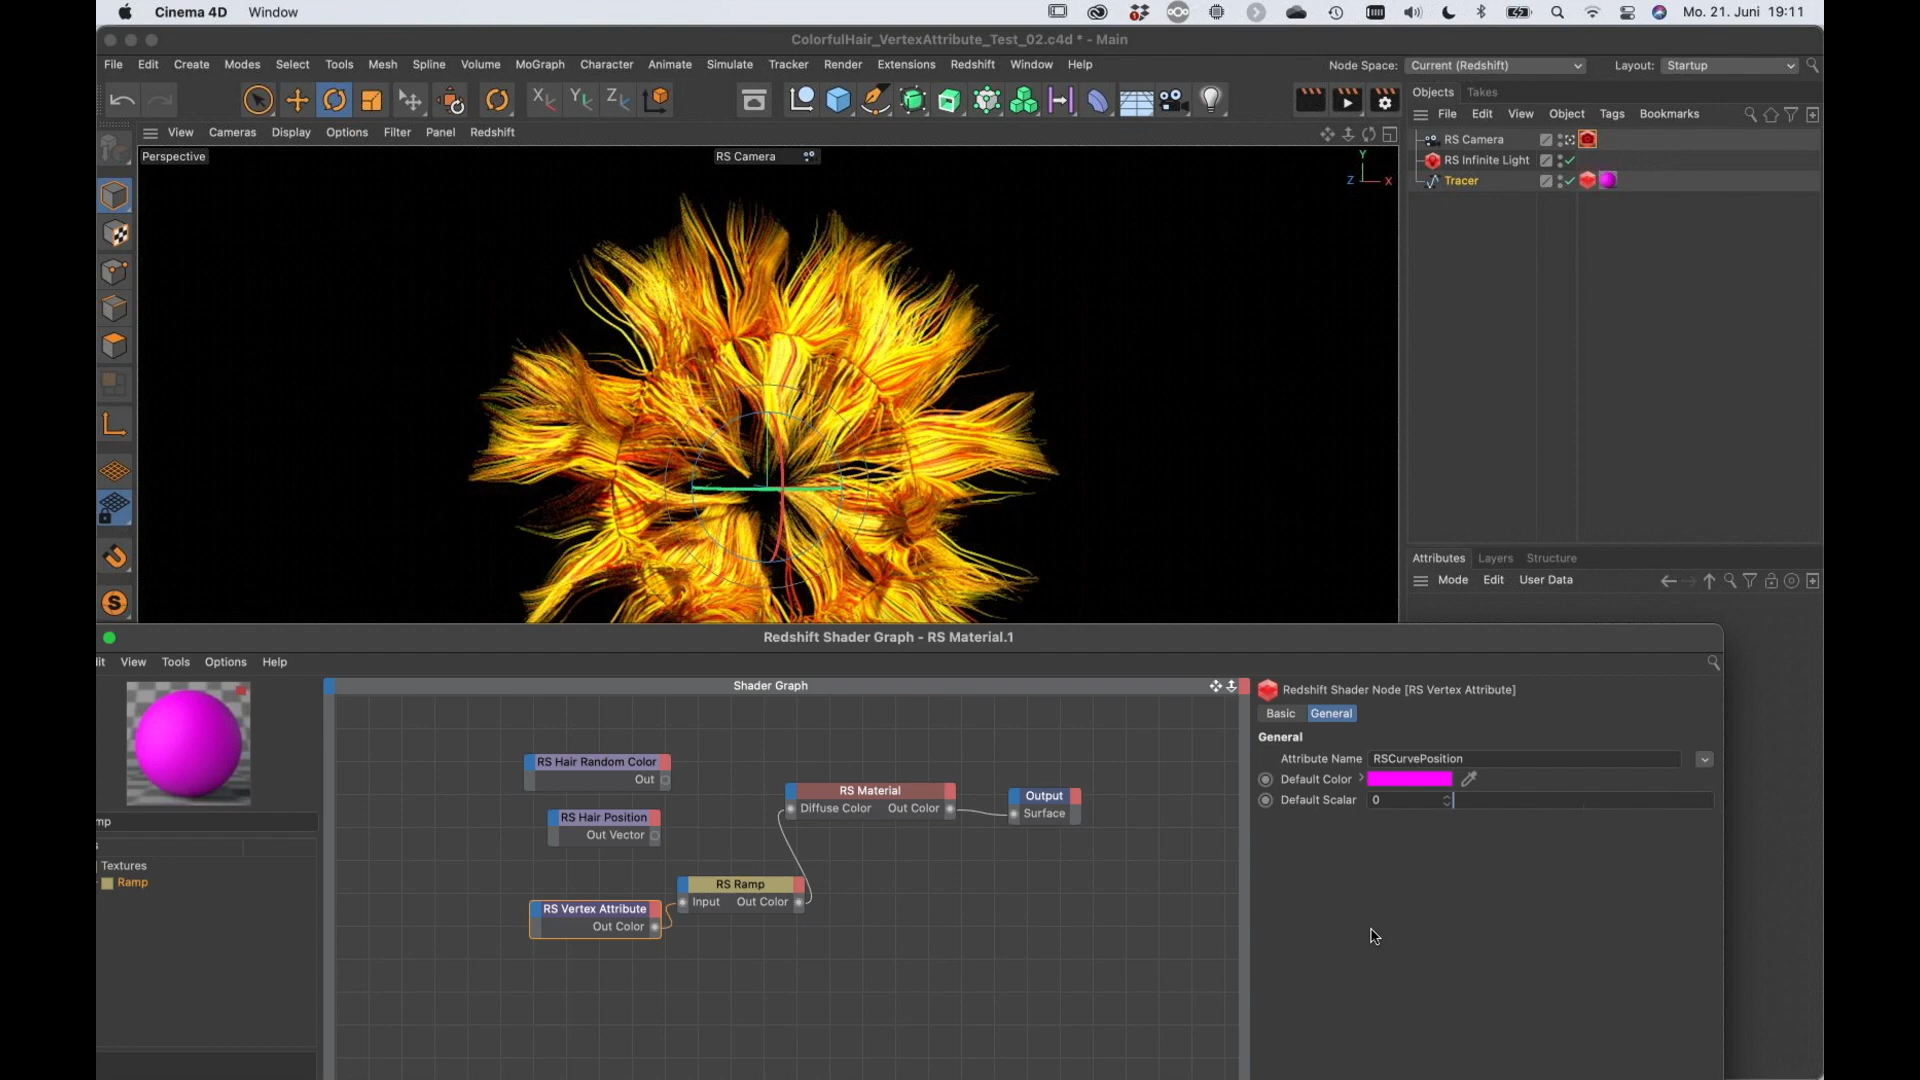 Cinema 4D Window
Mo. 21. Juni 19:11
ColorfulHair_VertexAttribute_Test_02.c4d * - Main
File Edit Create Modes Select Tools Mesh Spline Volume MoGraph Character Animate Simulate Tracker Render Extensions Redshift Window Help
Node Space: Current (Redshift) Layout: Startup
X Y Z
Objects Takes
File Edit View Object Tags Bookmarks
View Cameras Display Options Filter Panel Redshift
RS Camera
RS Infinite Light
Tracer
Perspective
RS Camera
Y
Z X
Attributes Layers Structure
Mode Edit User Data
Redshift Shader Graph - RS Material.1
it View Tools Options Help
Shader Graph
mp
s
Textures
Ramp
RS Hair Random Color
Out
RS Hair Position
Out Vector
RS Material
Diffuse Color Out Color
Output
Surface
RS Ramp
Input Out Color
RS Vertex Attribute
Out Color
Redshift Shader Node [RS Vertex Attribute]
Basic General
General
Attribute Name RSCurvePosition
Default Color
Default Scalar 0